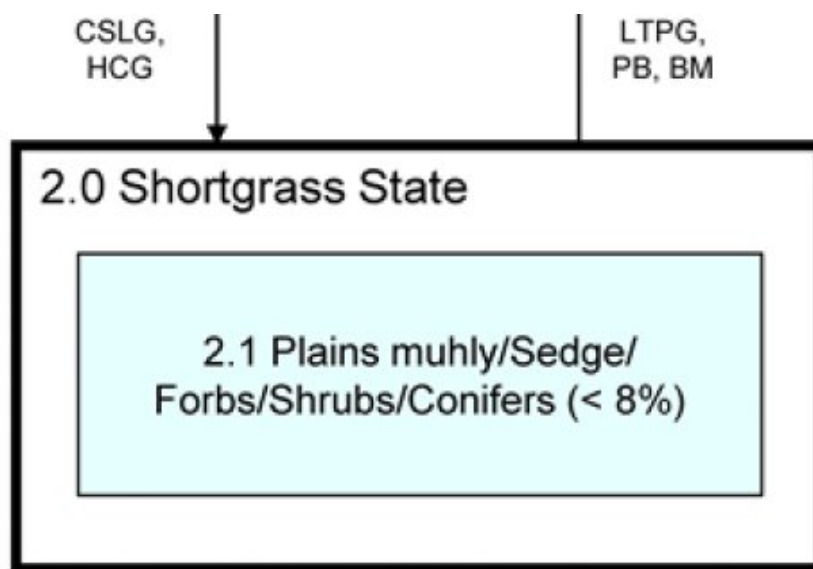 CSLG,
HCG
LTPG,
PB, BM
2.0 Shortgrass State
2.1 Plains muhly/Sedge/
Forbs/Shrubs/Conifers (< 8%)